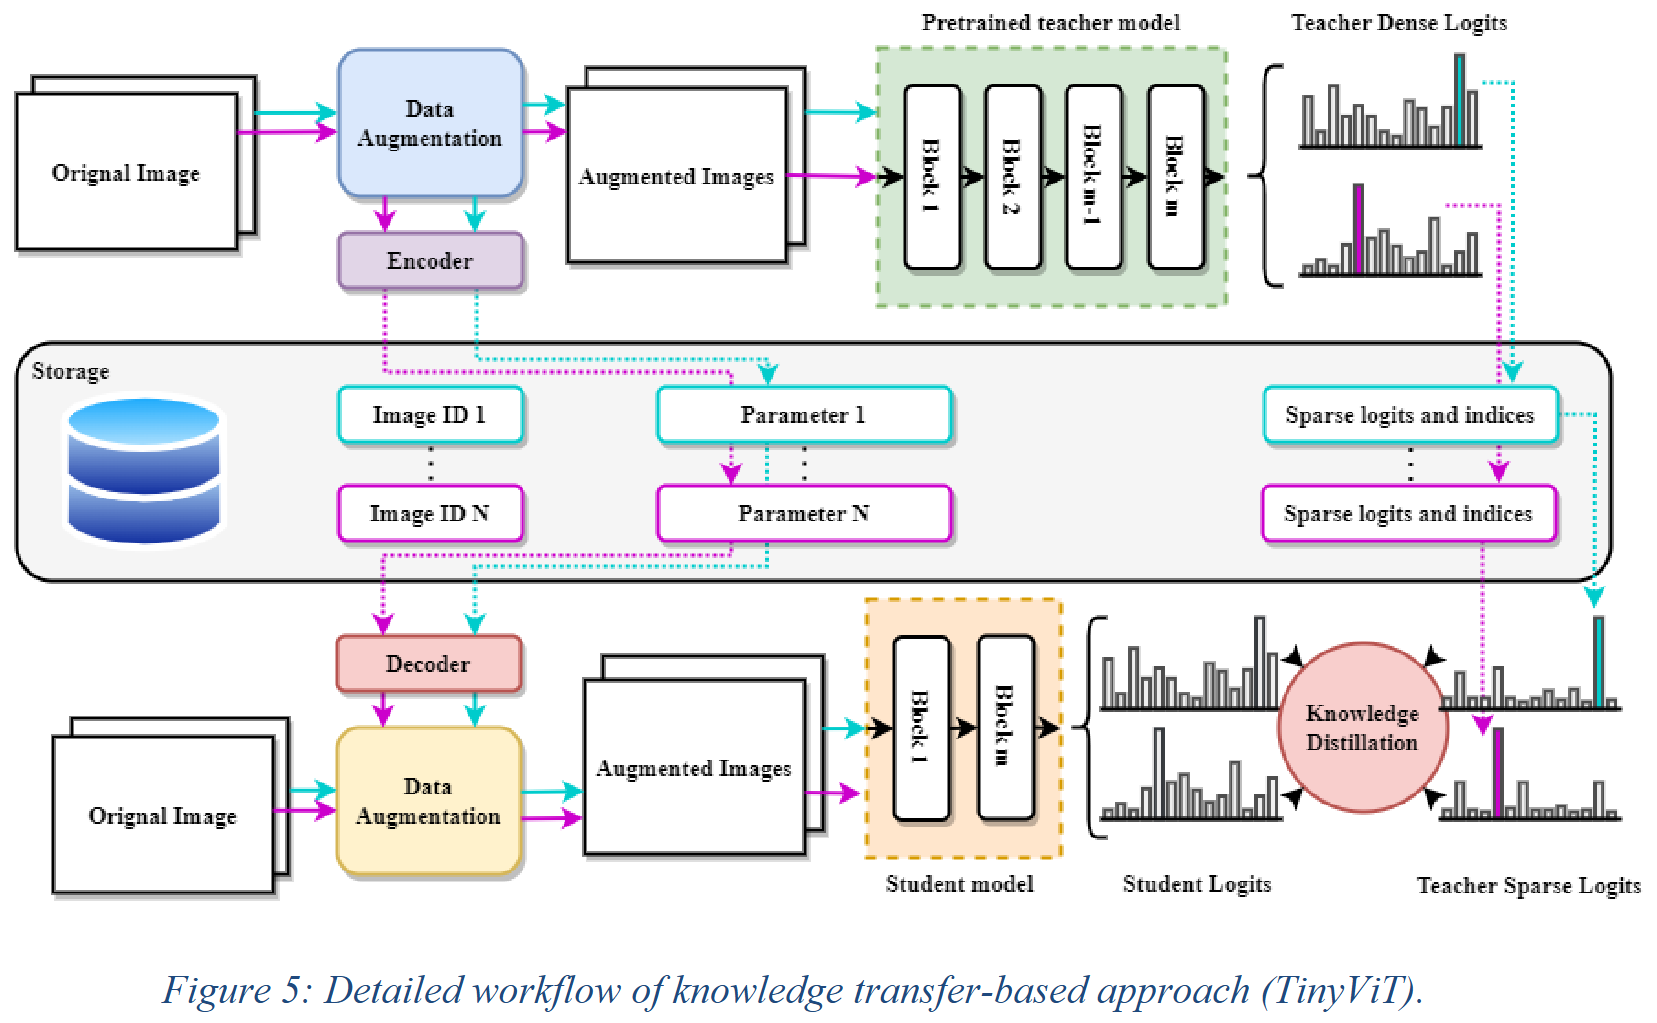 Pretrained teacher model
Teacher Dense Logits
Orignal Image
Data
Augmentation
Augmented Images
Block 1
Block 2
Block m-1
Block m
Encoder
Storage
Image ID 1
Parameter 1
Sparse logits and indices
Image ID N
Parameter N
Sparse logits and indices
Decoder
Orignal Image
Data
Augmentation
Augmented Images
Block 1
Block m
Knowledge
Distillation
Student model
Student Logits
Teacher Sparse Logits
Figure 5: Detailed workflow of knowledge transfer-based approach (TinyViT).